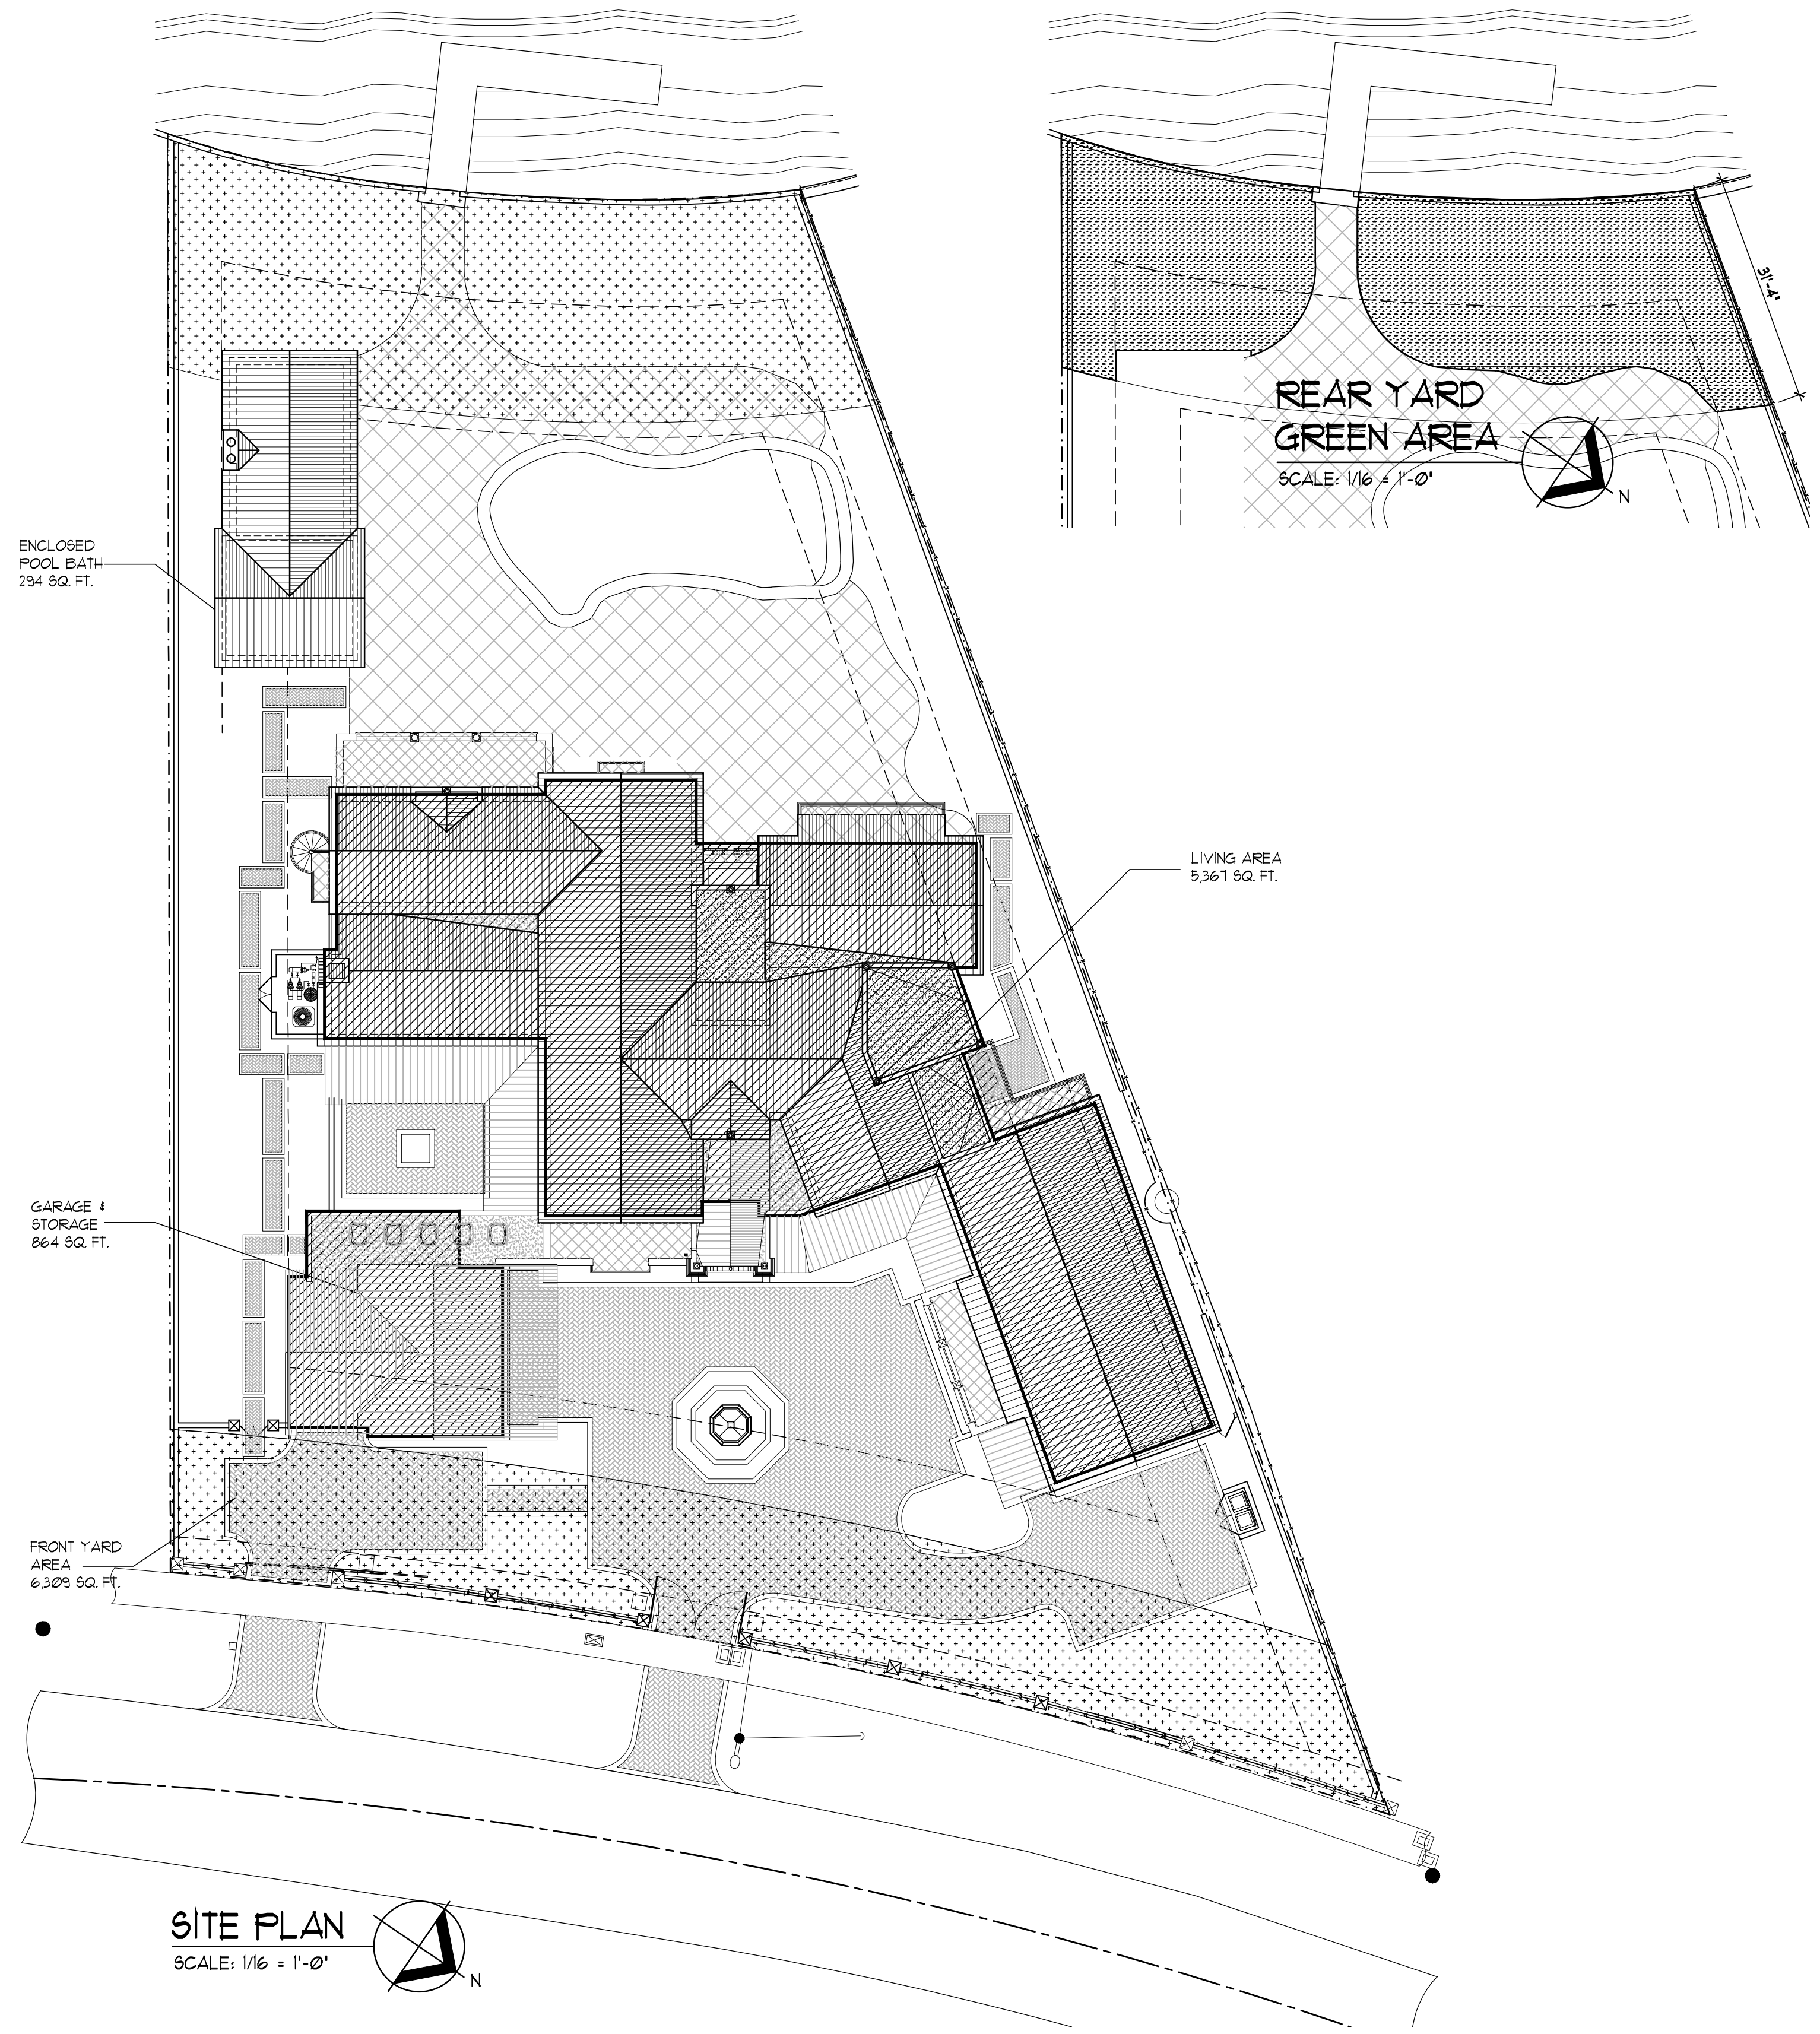 31'-4"
REAR YARD
GREEN AREA
SCALE: 1/16 = 1'-0"
N
ENCLOSED
POOL BATH
294 SQ. FT.
LIVING AREA
5,367 SQ. FT.
GARAGE &
STORAGE
864 SQ. FT.
FRONT YARD
AREA
6,309 SQ. FT.
SITE PLAN
SCALE: 1/16 = 1'-0"
N